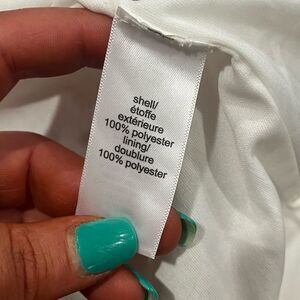 shell/
étoffe
extérieure
100% polyester
lining/
doublure
100% polyester